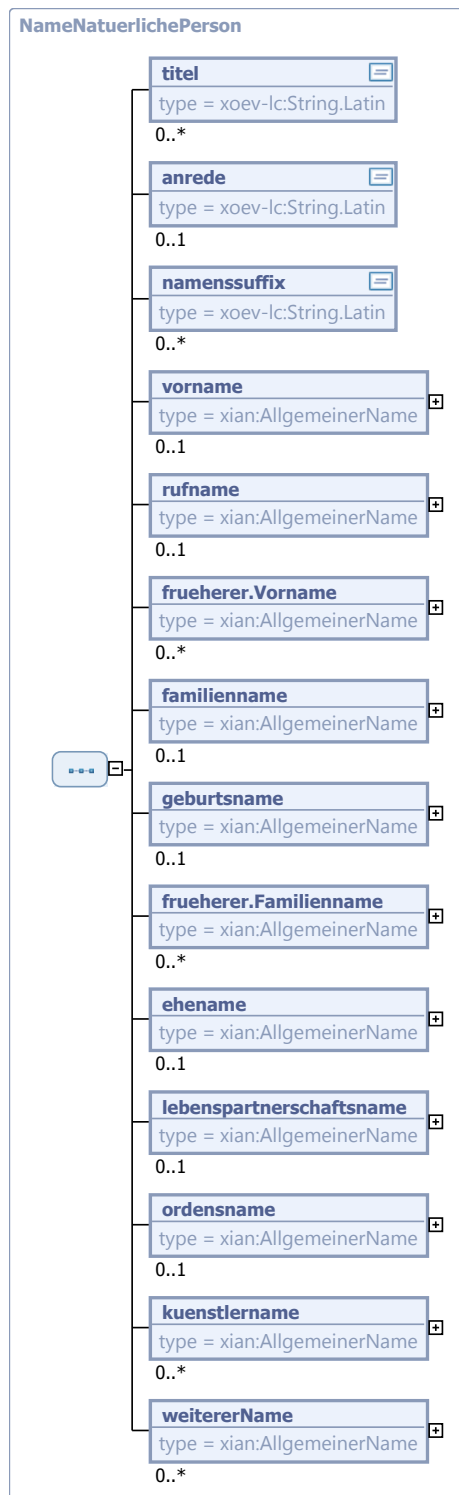 NameNatuerlichePerson
titel
type = xoev-lc:String.Latin
0..*
anrede
type = xoev-lc:String.Latin
0..1
namenssuffix
type = xoev-lc:String.Latin
0..*
vorname
type = xian:AllgemeinerName
0..1
rufname
type = xian:AllgemeinerName
0..1
frueherer.Vorname
type = xian:AllgemeinerName
0..*
familienname
type = xian:AllgemeinerName
0..1
geburtsname
type = xian:AllgemeinerName
0..1
frueherer.Familienname
type = xian:AllgemeinerName
0..*
ehename
type = xian:AllgemeinerName
0..1
lebenspartnerschaftsname
type = xian:AllgemeinerName
0..1
ordensname
type = xian:AllgemeinerName
0..1
kuenstlername
type = xian:AllgemeinerName
0..*
weitererName
type = xian:AllgemeinerName
0..*